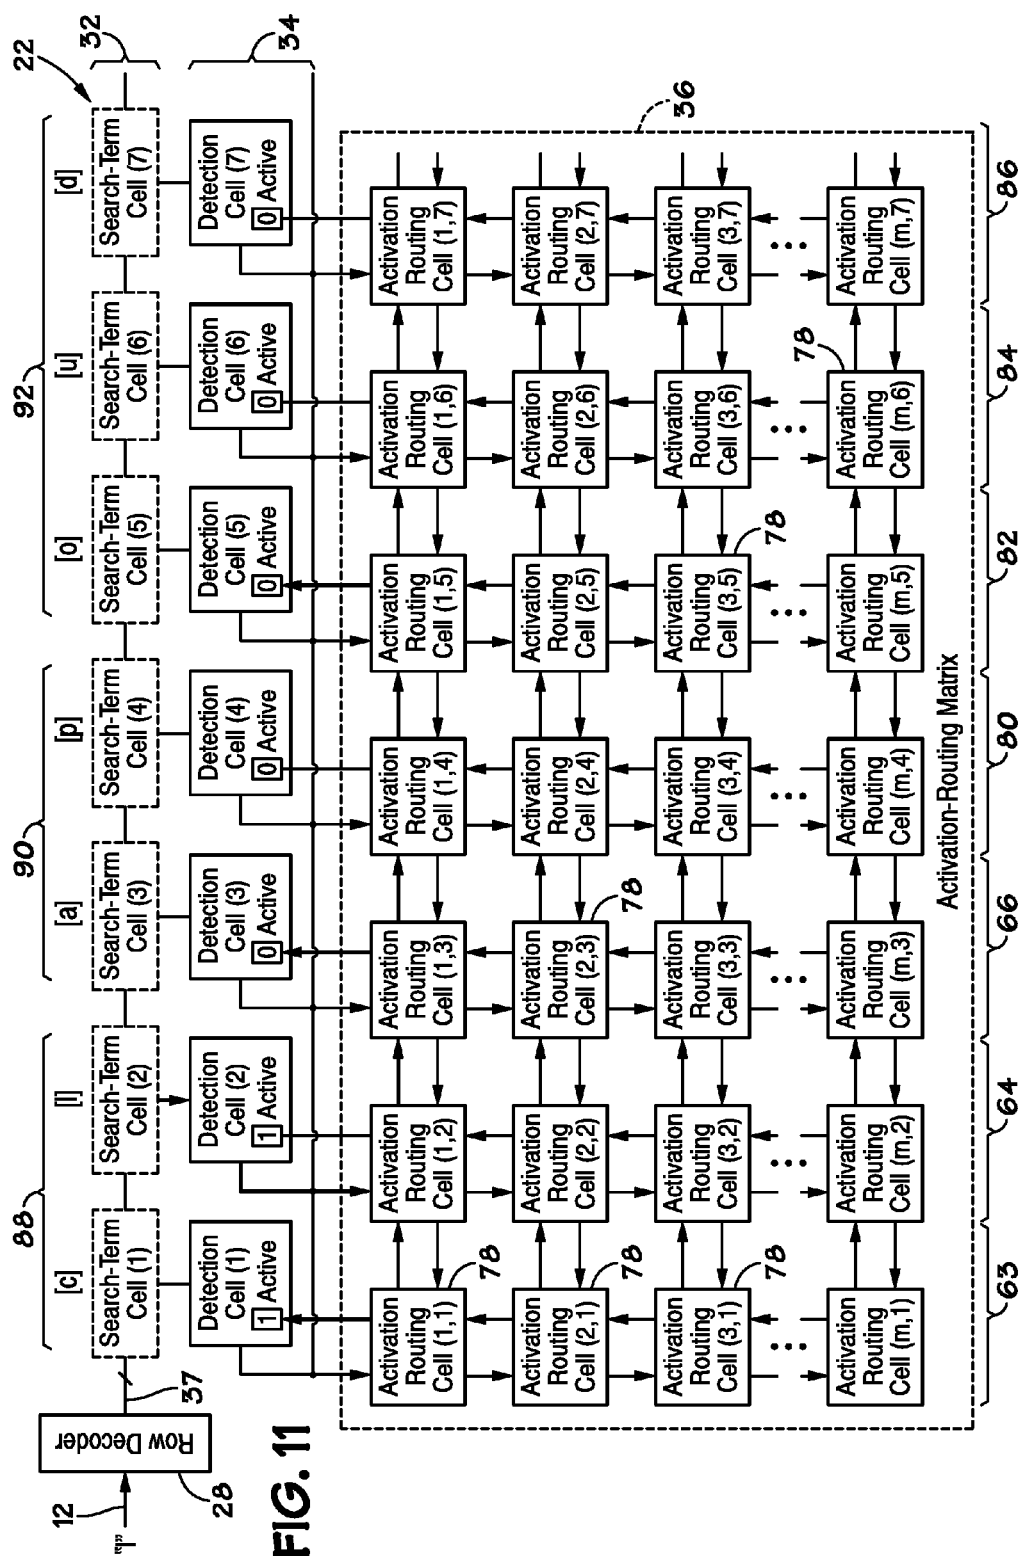 88 90 92 22
[c] [l] [a] [p] [o] [u] [d]
32
12
"l"
Row Decoder
28
37
Search-Term Search-Term Search-Term Search-Term Search-Term Search-Term Search-Term
Cell (1) Cell (2) Cell (3) Cell (4) Cell (5) Cell (6) Cell (7)
34
Detection Detection Detection Detection Detection Detection Detection
Cell (1) Cell (2) Cell (3) Cell (4) Cell (5) Cell (6) Cell (7)
1 Active 1 Active 0 Active 0 Active 0 Active 0 Active 0 Active
FIG. 11
36
Activation Activation Activation Activation Activation Activation Activation
Routing Routing Routing Routing Routing Routing Routing
Cell (1,1) Cell (1,2) Cell (1,3) Cell (1,4) Cell (1,5) Cell (1,6) Cell (1,7)
78
Activation Activation Activation Activation Activation Activation Activation
Routing Routing Routing Routing Routing Routing Routing
Cell (2,1) Cell (2,2) Cell (2,3) Cell (2,4) Cell (2,5) Cell (2,6) Cell (2,7)
78 78
Activation Activation Activation Activation Activation Activation Activation
Routing Routing Routing Routing Routing Routing Routing
Cell (3,1) Cell (3,2) Cell (3,3) Cell (3,4) Cell (3,5) Cell (3,6) Cell (3,7)
78 78 78
Activation Activation Activation Activation Activation Activation Activation
Routing Routing Routing Routing Routing Routing Routing
Cell (m,1) Cell (m,2) Cell (m,3) Cell (m,4) Cell (m,5) Cell (m,6) Cell (m,7)
Activation-Routing Matrix
63 64 66 80 82 84 86